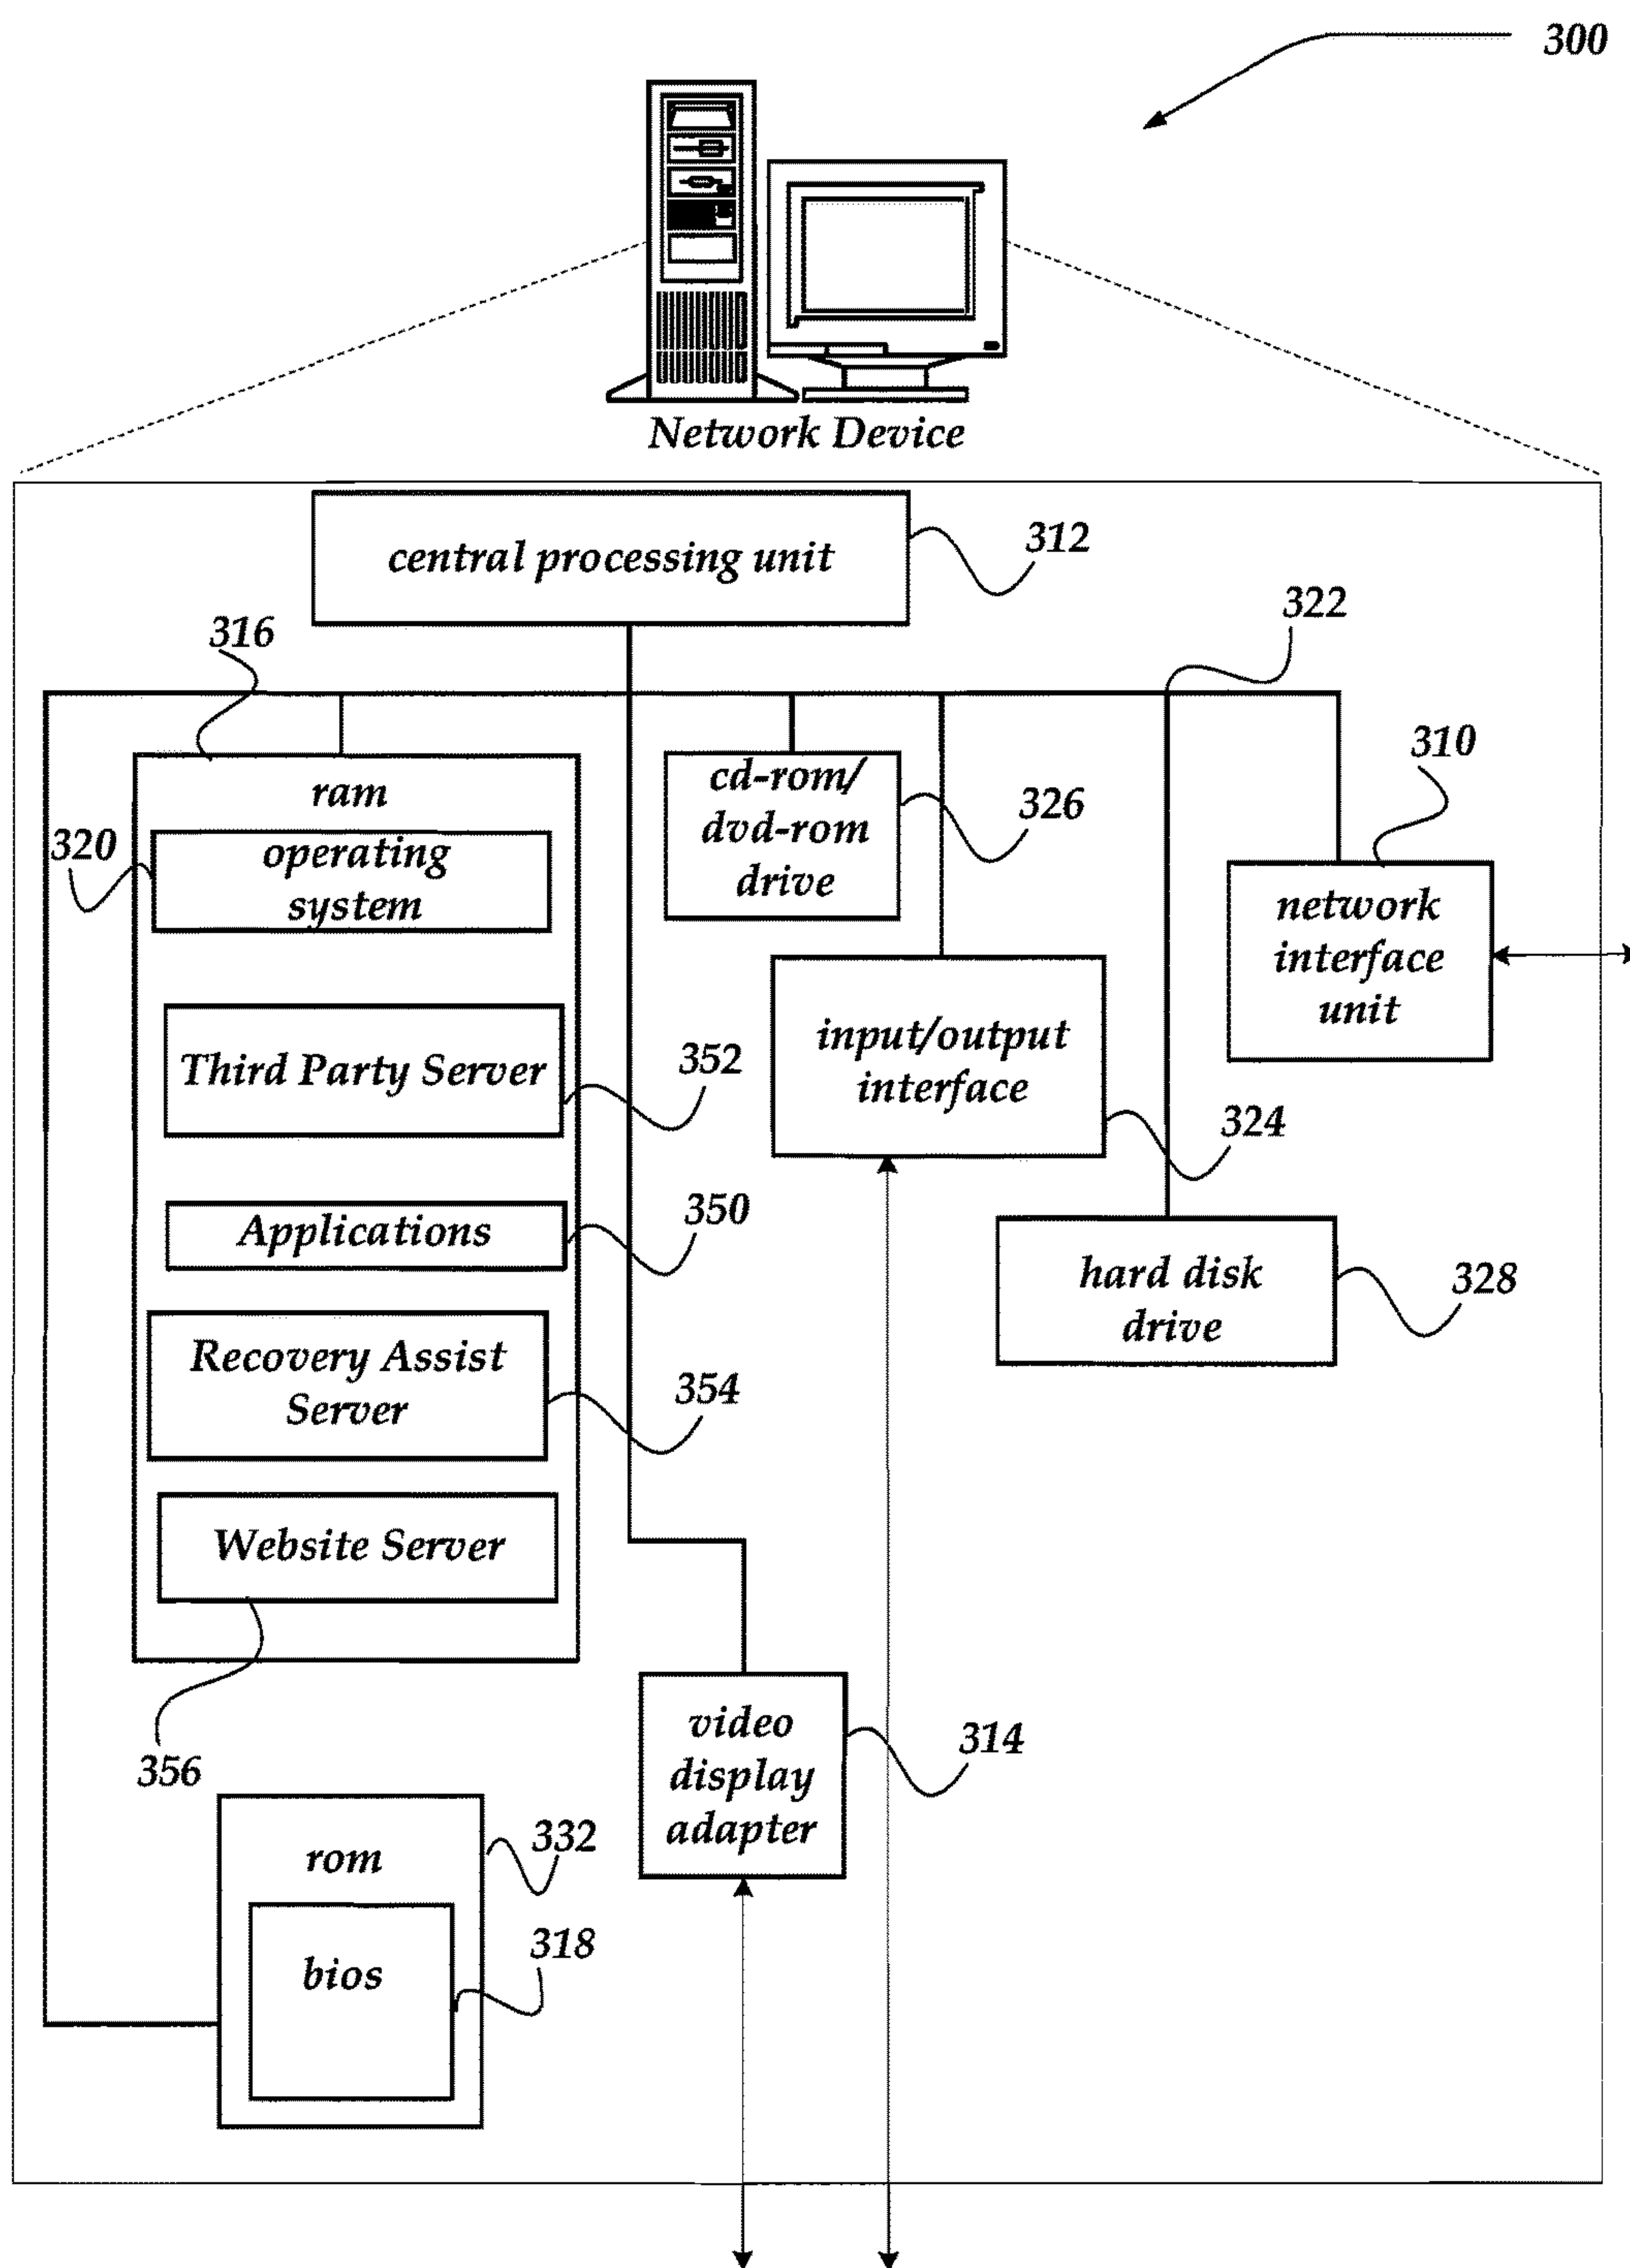 300
Network Device
central processing unit
312
322
316
310
ram
cd-rom/
dvd-rom
drive
326
320
operating
system
network
interface
unit
input/output
interface
Third Party Server
352
324
Applications
350
hard disk
drive
328
Recovery Assist
Server
354
Website Server
video
display
adapter
314
356
rom
332
bios
318